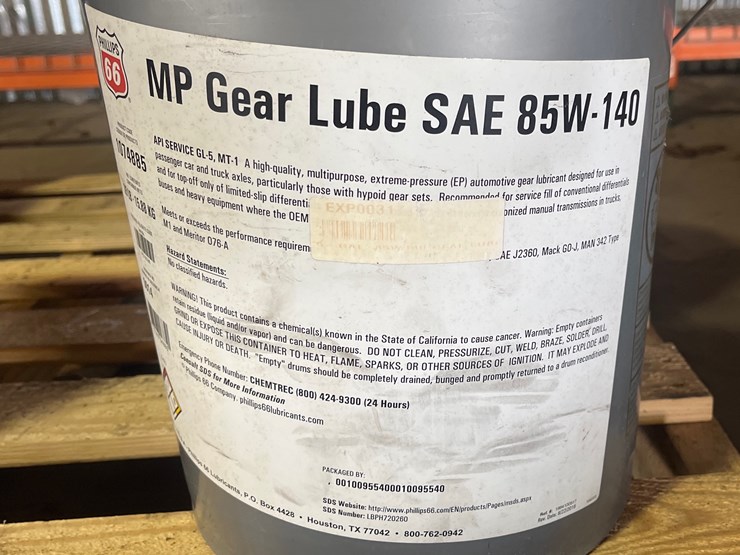 PHILLIPS
66
MP Gear Lube SAE 85W-140
1074885
API SERVICE GL-5, MT-1 A high-quality, multipurpose, extreme-pressure (EP) automotive gear lubricant designed for use in
passenger car and truck axles, particularly those with hypoid gear sets. Recommended for service fill of conventional differentials
and for top-off only of limited-slip differenti
buses and heavy equipment where the OEM onized manual transmissions in trucks,
EXP0031
15.88 KG
Meets or exceeds the performance requirem AE J2360, Mack GO-J, MAN 342 Type
M1 and Meritor O76-A
Hazard Statements:
No classified hazards.
WARNING! This product contains a chemical(s) known in the State of California to cause cancer. Warning: Empty containers
retain residue (liquid and/or vapor) and can be dangerous. DO NOT CLEAN, PRESSURIZE, CUT, WELD, BRAZE, SOLDER, DRILL,
GRIND OR EXPOSE THIS CONTAINER TO HEAT, FLAME, SPARKS, OR OTHER SOURCES OF IGNITION. IT MAY EXPLODE AND
CAUSE INJURY OR DEATH. "Empty" drums should be completely drained, bunged and promptly returned to a drum reconditioner.
Emergency Phone Number: CHEMTREC (800) 424-9300 (24 Hours)
Consult SDS for More Information
Phillips 66 Company. phillips66lubricants.com
PACKAGED BY:
00100955400010095540
SDS Website: http://www.phillips66.com/EN/products/Pages/msds.aspx
SDS Number: LBPH720260
66 Lubricants, P.O. Box 4428 • Houston, TX 77042 • 800-762-0942